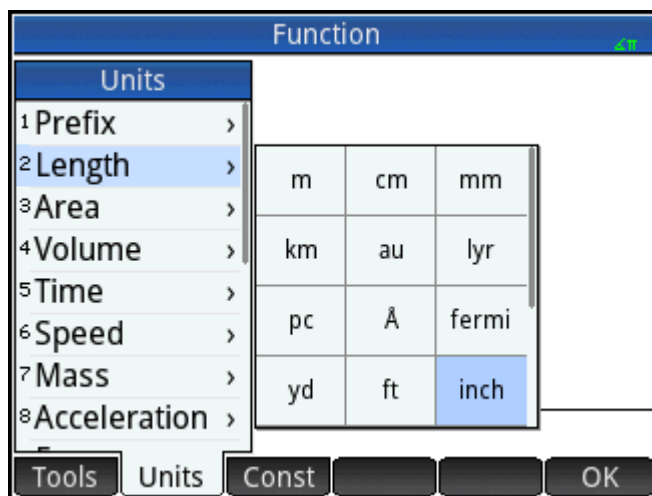 Function
∡π
Units
1 Prefix ›
2 Length ›
3 Area ›
4 Volume ›
5 Time ›
6 Speed ›
7 Mass ›
8 Acceleration ›
m cm mm
km au lyr
pc Å fermi
yd ft inch
Tools Units Const OK